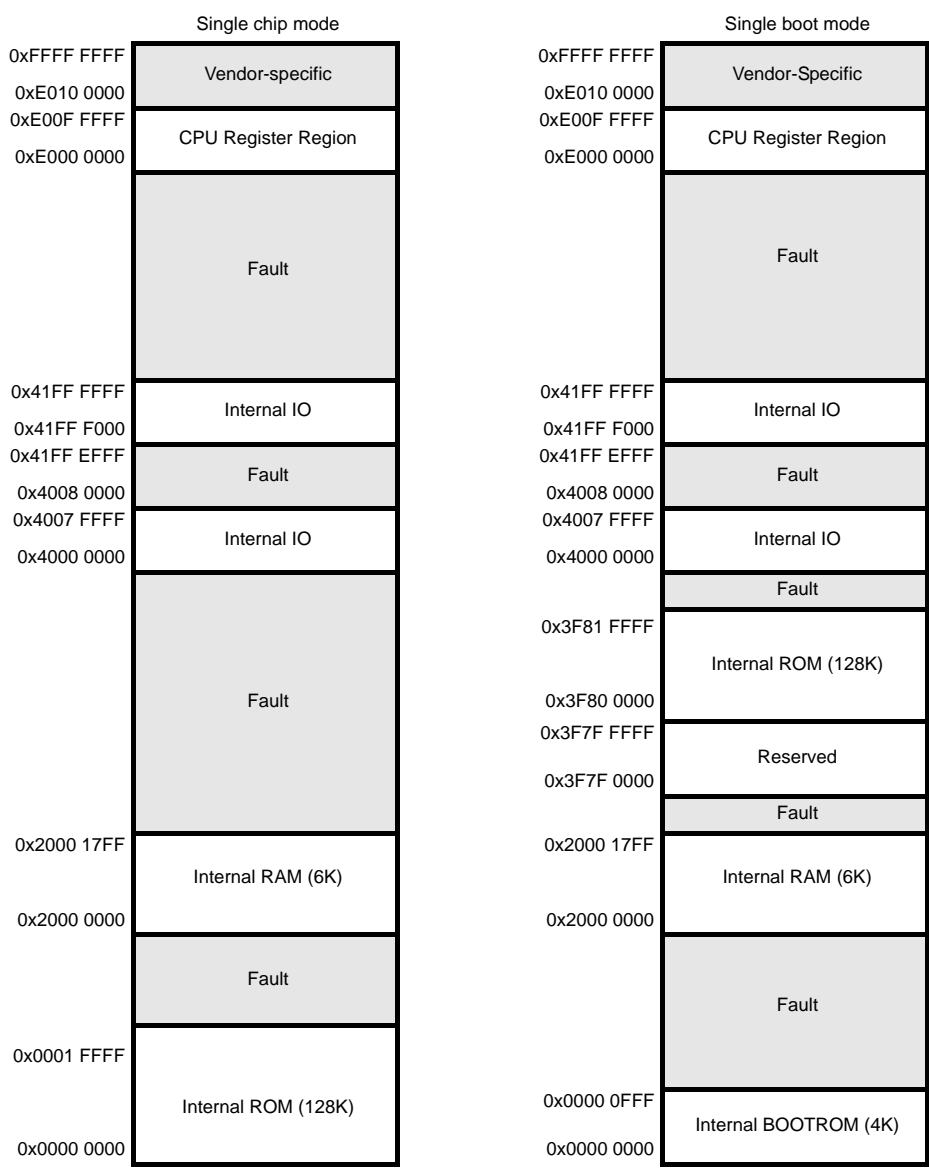 Single chip mode
0xFFFF FFFF
Vendor-specific
0xE010 0000
0xE00F FFFF
CPU Register Region
0xE000 0000
Fault
0x41FF FFFF
Internal IO
0x41FF F000
0x41FF EFFF
Fault
0x4008 0000
0x4007 FFFF
Internal IO
0x4000 0000
Fault
0x2000 17FF
Internal RAM (6K)
0x2000 0000
Fault
0x0001 FFFF
Internal ROM (128K)
0x0000 0000
Single boot mode
0xFFFF FFFF
Vendor-Specific
0xE010 0000
0xE00F FFFF
CPU Register Region
0xE000 0000
Fault
0x41FF FFFF
Internal IO
0x41FF F000
0x41FF EFFF
Fault
0x4008 0000
0x4007 FFFF
Internal IO
0x4000 0000
Fault
0x3F81 FFFF
Internal ROM (128K)
0x3F80 0000
0x3F7F FFFF
Reserved
0x3F7F 0000
Fault
0x2000 17FF
Internal RAM (6K)
0x2000 0000
Fault
0x0000 0FFF
Internal BOOTROM (4K)
0x0000 0000